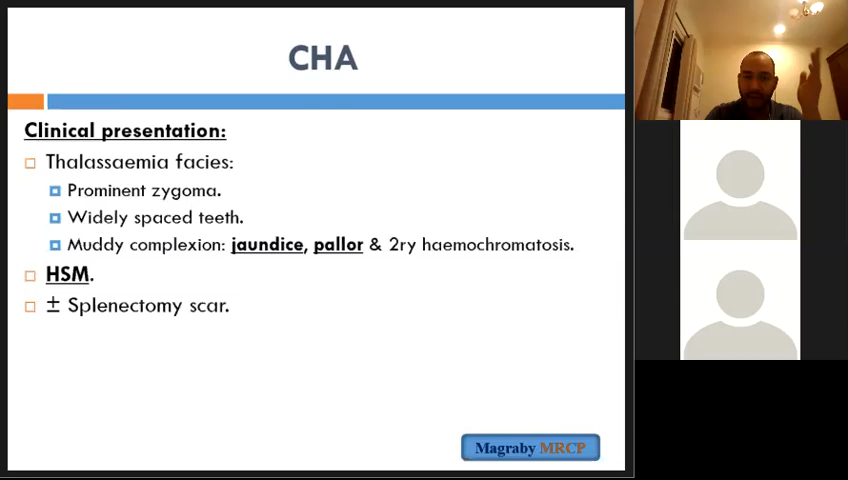 CHA
Clinical presentation:
Thalassaemia facies:
Prominent zygoma.
Widely spaced teeth.
Muddy complexion: jaundice, pallor & 2ry haemochromatosis.
HSM.
± Splenectomy scar.
Magraby MRCP